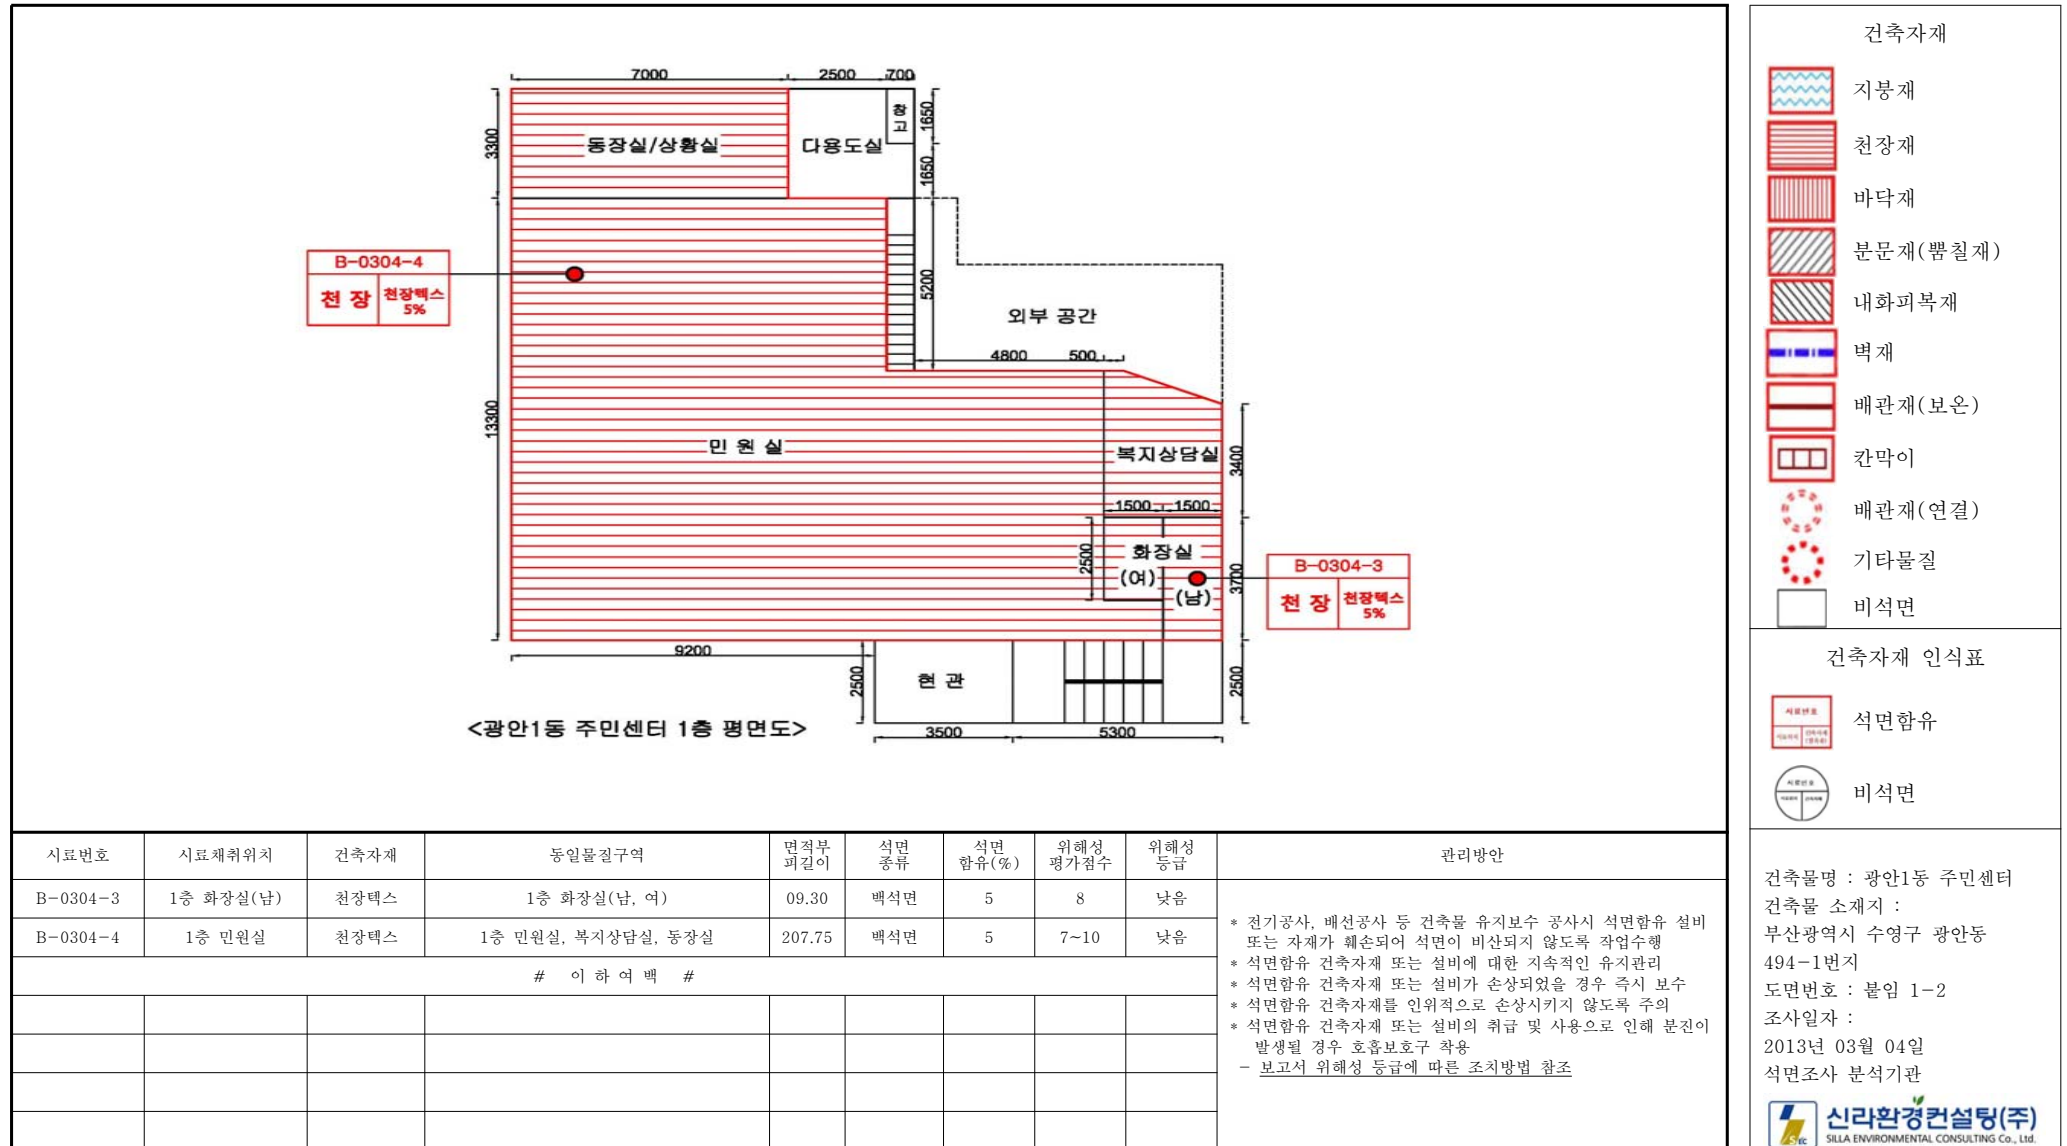 7000
2500
700
3300
창고
1650
동장실/상황실
다용도실
1650
B-0304-4
천 장
천장텍스
5%
5200
외부 공간
4800
500
13300
민 원 실
복지상담실
3400
1500
1500
2500
화장실
(여)
(남)
3700
B-0304-3
천 장
천장텍스
5%
9200
2500
현 관
2500
<광안1동 주민센터 1층 평면도>
3500
5300
건축자재
지붕재
천장재
바닥재
분문재(뿜칠재)
내화피복재
벽재
배관재(보온)
칸막이
배관재(연결)
기타물질
비석면
건축자재 인식표
시료번호
석면함유
시료번호
비석면
시료번호 시료채취위치 건축자재 동일물질구역 면적부피길이 석면종류 석면함유(%) 위해성평가점수 위해성등급 관리방안
B-0304-3 1층 화장실(남) 천장텍스 1층 화장실(남, 여) 09.30 백석면 5 8 낮음
B-0304-4 1층 민원실 천장텍스 1층 민원실, 복지상담실, 동장실 207.75 백석면 5 7~10 낮음
# 이 하 여 백 #
* 전기공사, 배선공사 등 건축물 유지보수 공사시 석면함유 설비
또는 자재가 훼손되어 석면이 비산되지 않도록 작업수행
* 석면함유 건축자재 또는 설비에 대한 지속적인 유지관리
* 석면함유 건축자재 또는 설비가 손상되었을 경우 즉시 보수
* 석면함유 건축자재를 인위적으로 손상시키지 않도록 주의
* 석면함유 건축자재 또는 설비의 취급 및 사용으로 인해 분진이
발생될 경우 호흡보호구 착용
- 보고서 위해성 등급에 따른 조치방법 참조
건축물명 : 광안1동 주민센터
건축물 소재지 :
부산광역시 수영구 광안동
494-1번지
도면번호 : 붙임 1-2
조사일자 :
2013년 03월 04일
석면조사 분석기관
SEC
신라환경컨설팅(주)
SILLA ENVIRONMENTAL CONSULTING Co., Ltd.